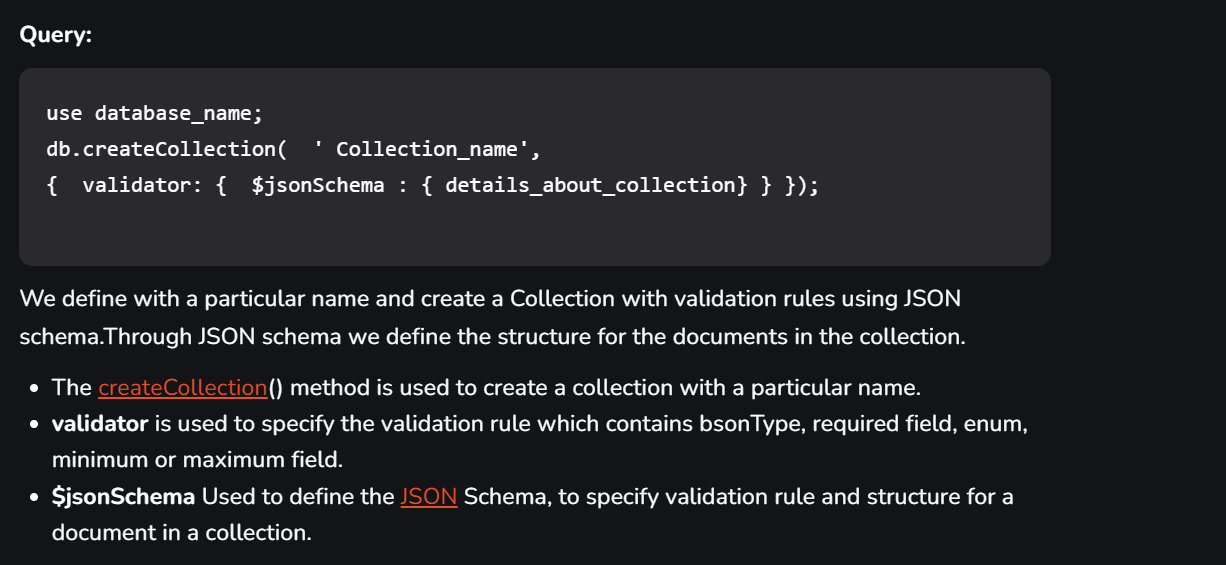 Query:
use database_name;
db.createCollection(  ' Collection_name',
{  validator: {  $jsonSchema : { details_about_collection} } });
We define with a particular name and create a Collection with validation rules using JSON
schema.Through JSON schema we define the structure for the documents in the collection.
• The createCollection() method is used to create a collection with a particular name.
• validator is used to specify the validation rule which contains bsonType, required field, enum,
minimum or maximum field.
• $jsonSchema Used to define the JSON Schema, to specify validation rule and structure for a
document in a collection.